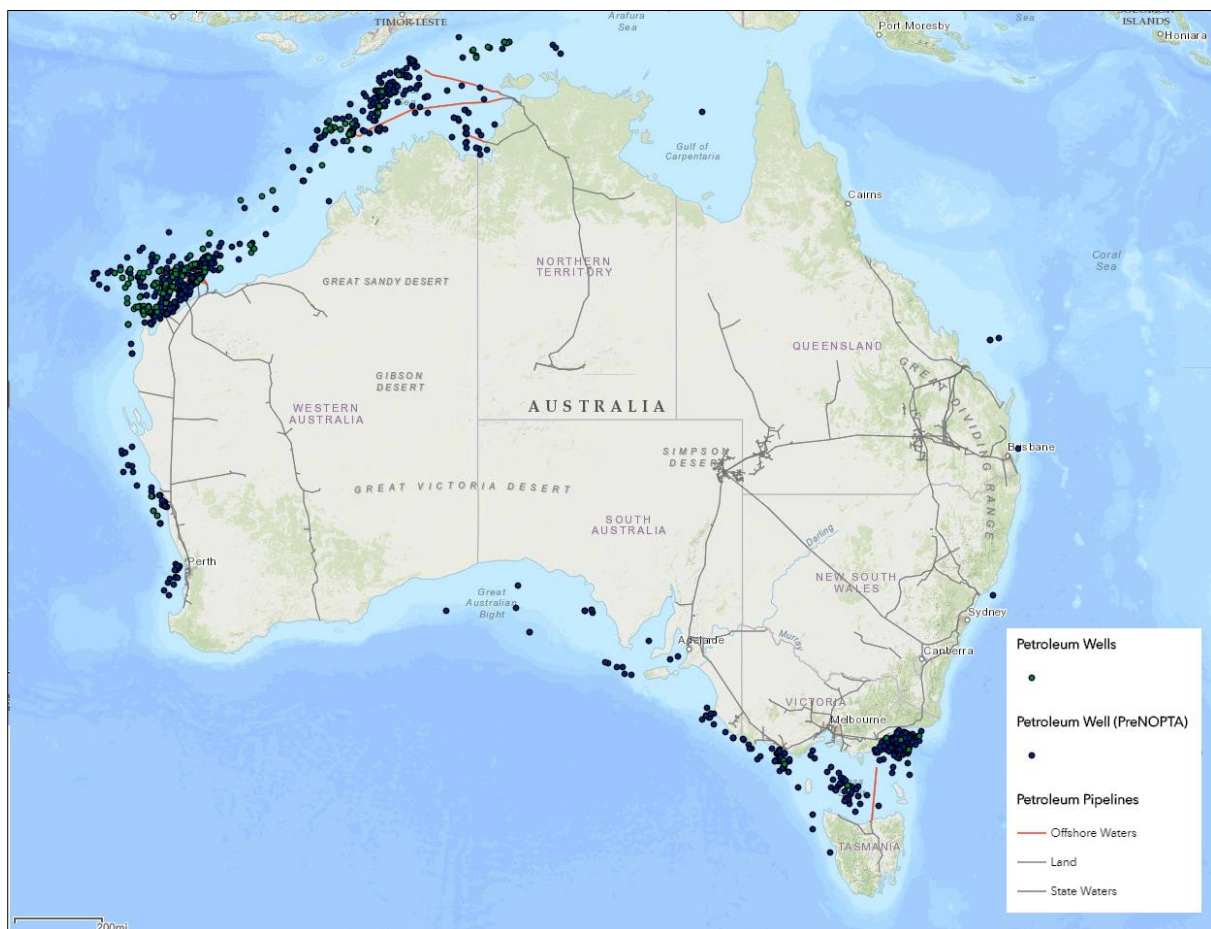 TIMOR-LESTE
Arafura
Sea
Port Moresby
Sea
SOLOMON
ISLANDS
Honiara
Gulf of
Carpentaria
Cairns
Coral
Sea
NORTHERN
TERRITORY
GREAT SANDY DESERT
QUEENSLAND
GIBSON
DESERT
WESTERN
AUSTRALIA
AUSTRALIA
GREAT DIVIDING RANGE
Brisbane
SIMPSON
DESERT
GREAT VICTORIA DESERT
SOUTH
AUSTRALIA
Darling
Perth
NEW SOUTH
WALES
Great
Australian
Bight
Sydney
Adelaide
Murray
Canberra
VICTORIA
Melbourne
TASMANIA
Petroleum Wells
Petroleum Well (PreNOPTA)
Petroleum Pipelines
Offshore Waters
Land
State Waters
200mi